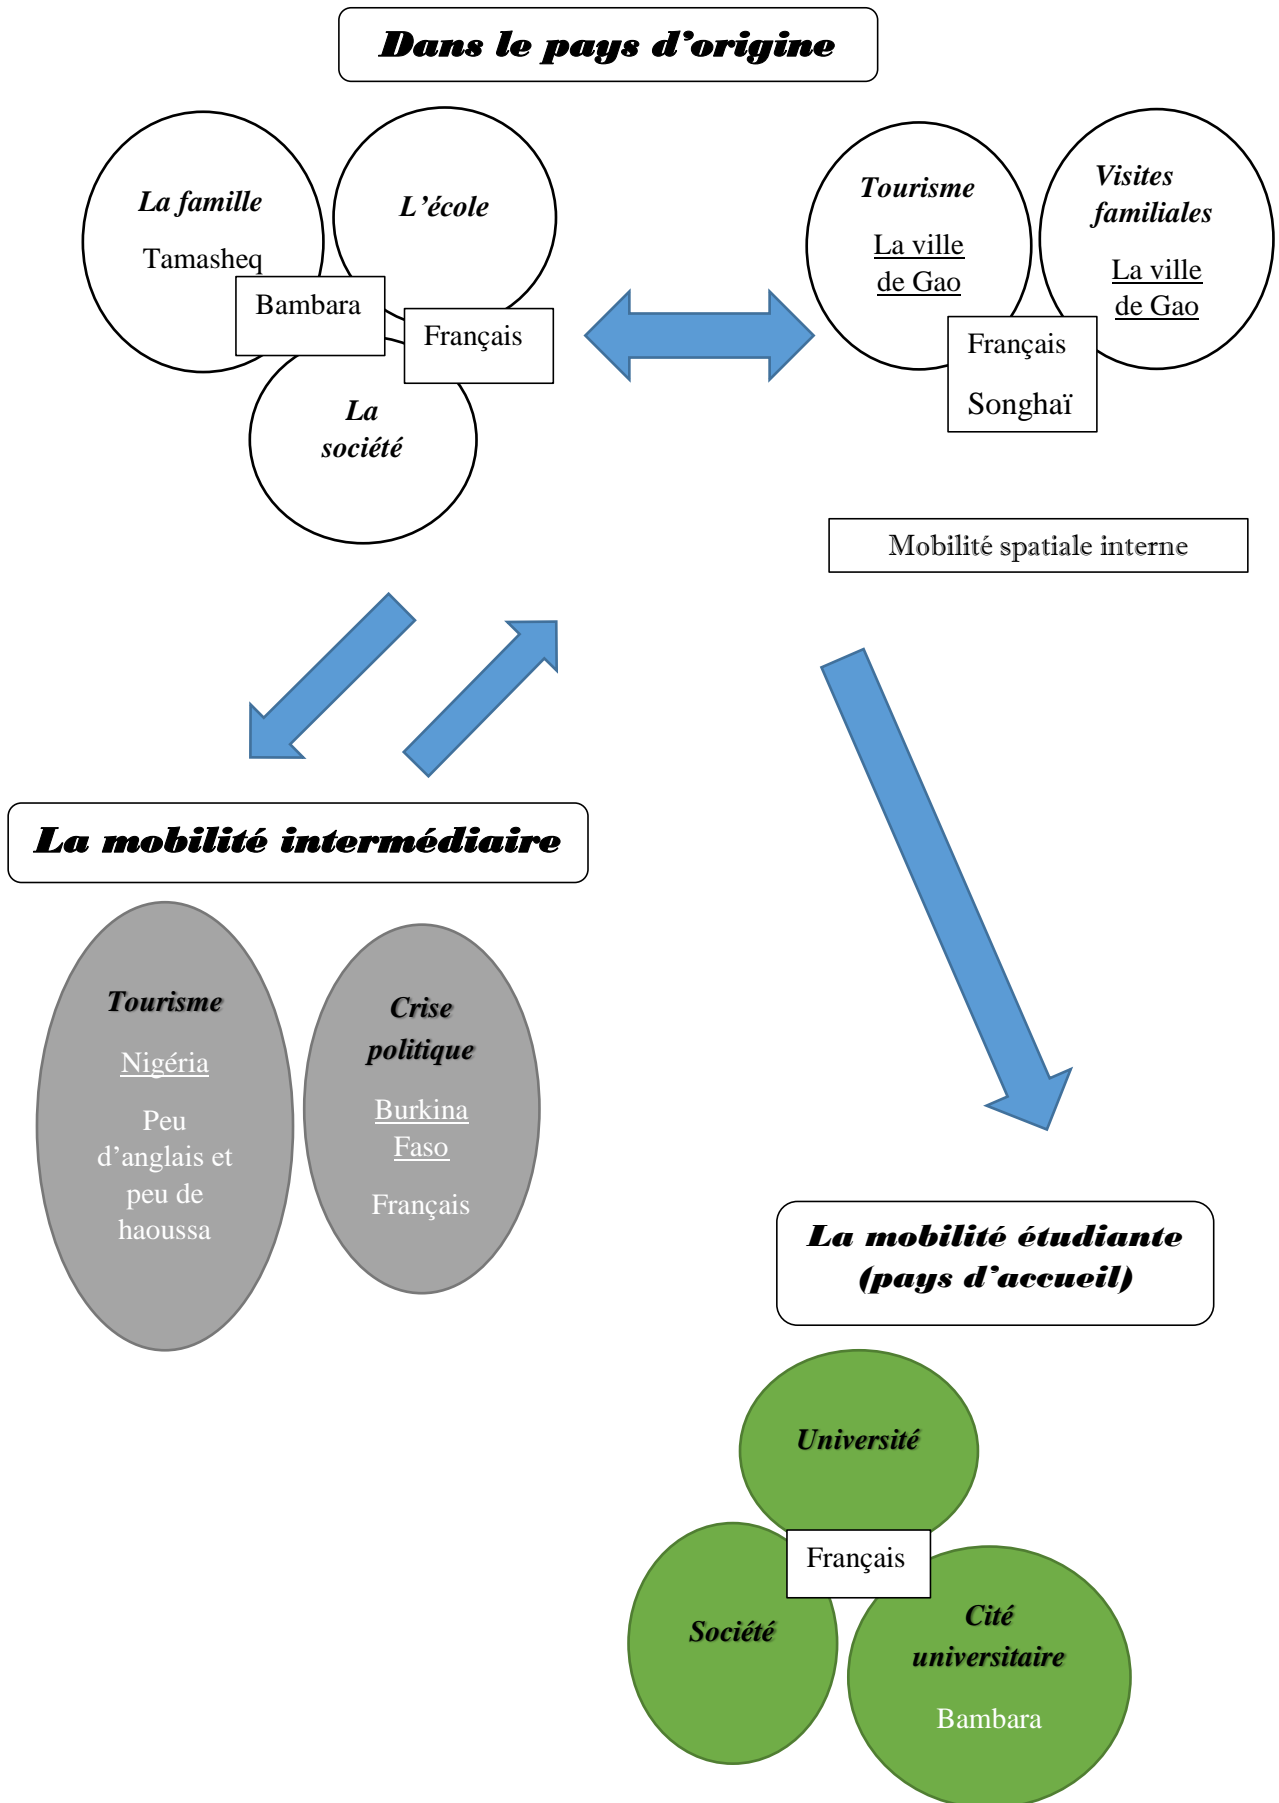 Dans le pays d’origine
La famille
Tamasheq
L’école
Bambara
Français
La
société
Tourisme
La ville
de Gao
Visites
familiales
La ville
de Gao
Français
Songhaï
Mobilité spatiale interne
La mobilité intermédiaire
Tourisme
Nigéria
Peu
d’anglais et
peu de
haoussa
Crise
politique
Burkina
Faso
Français
La mobilité étudiante
(pays d’accueil)
Université
Français
Société
Cité
universitaire
Bambara